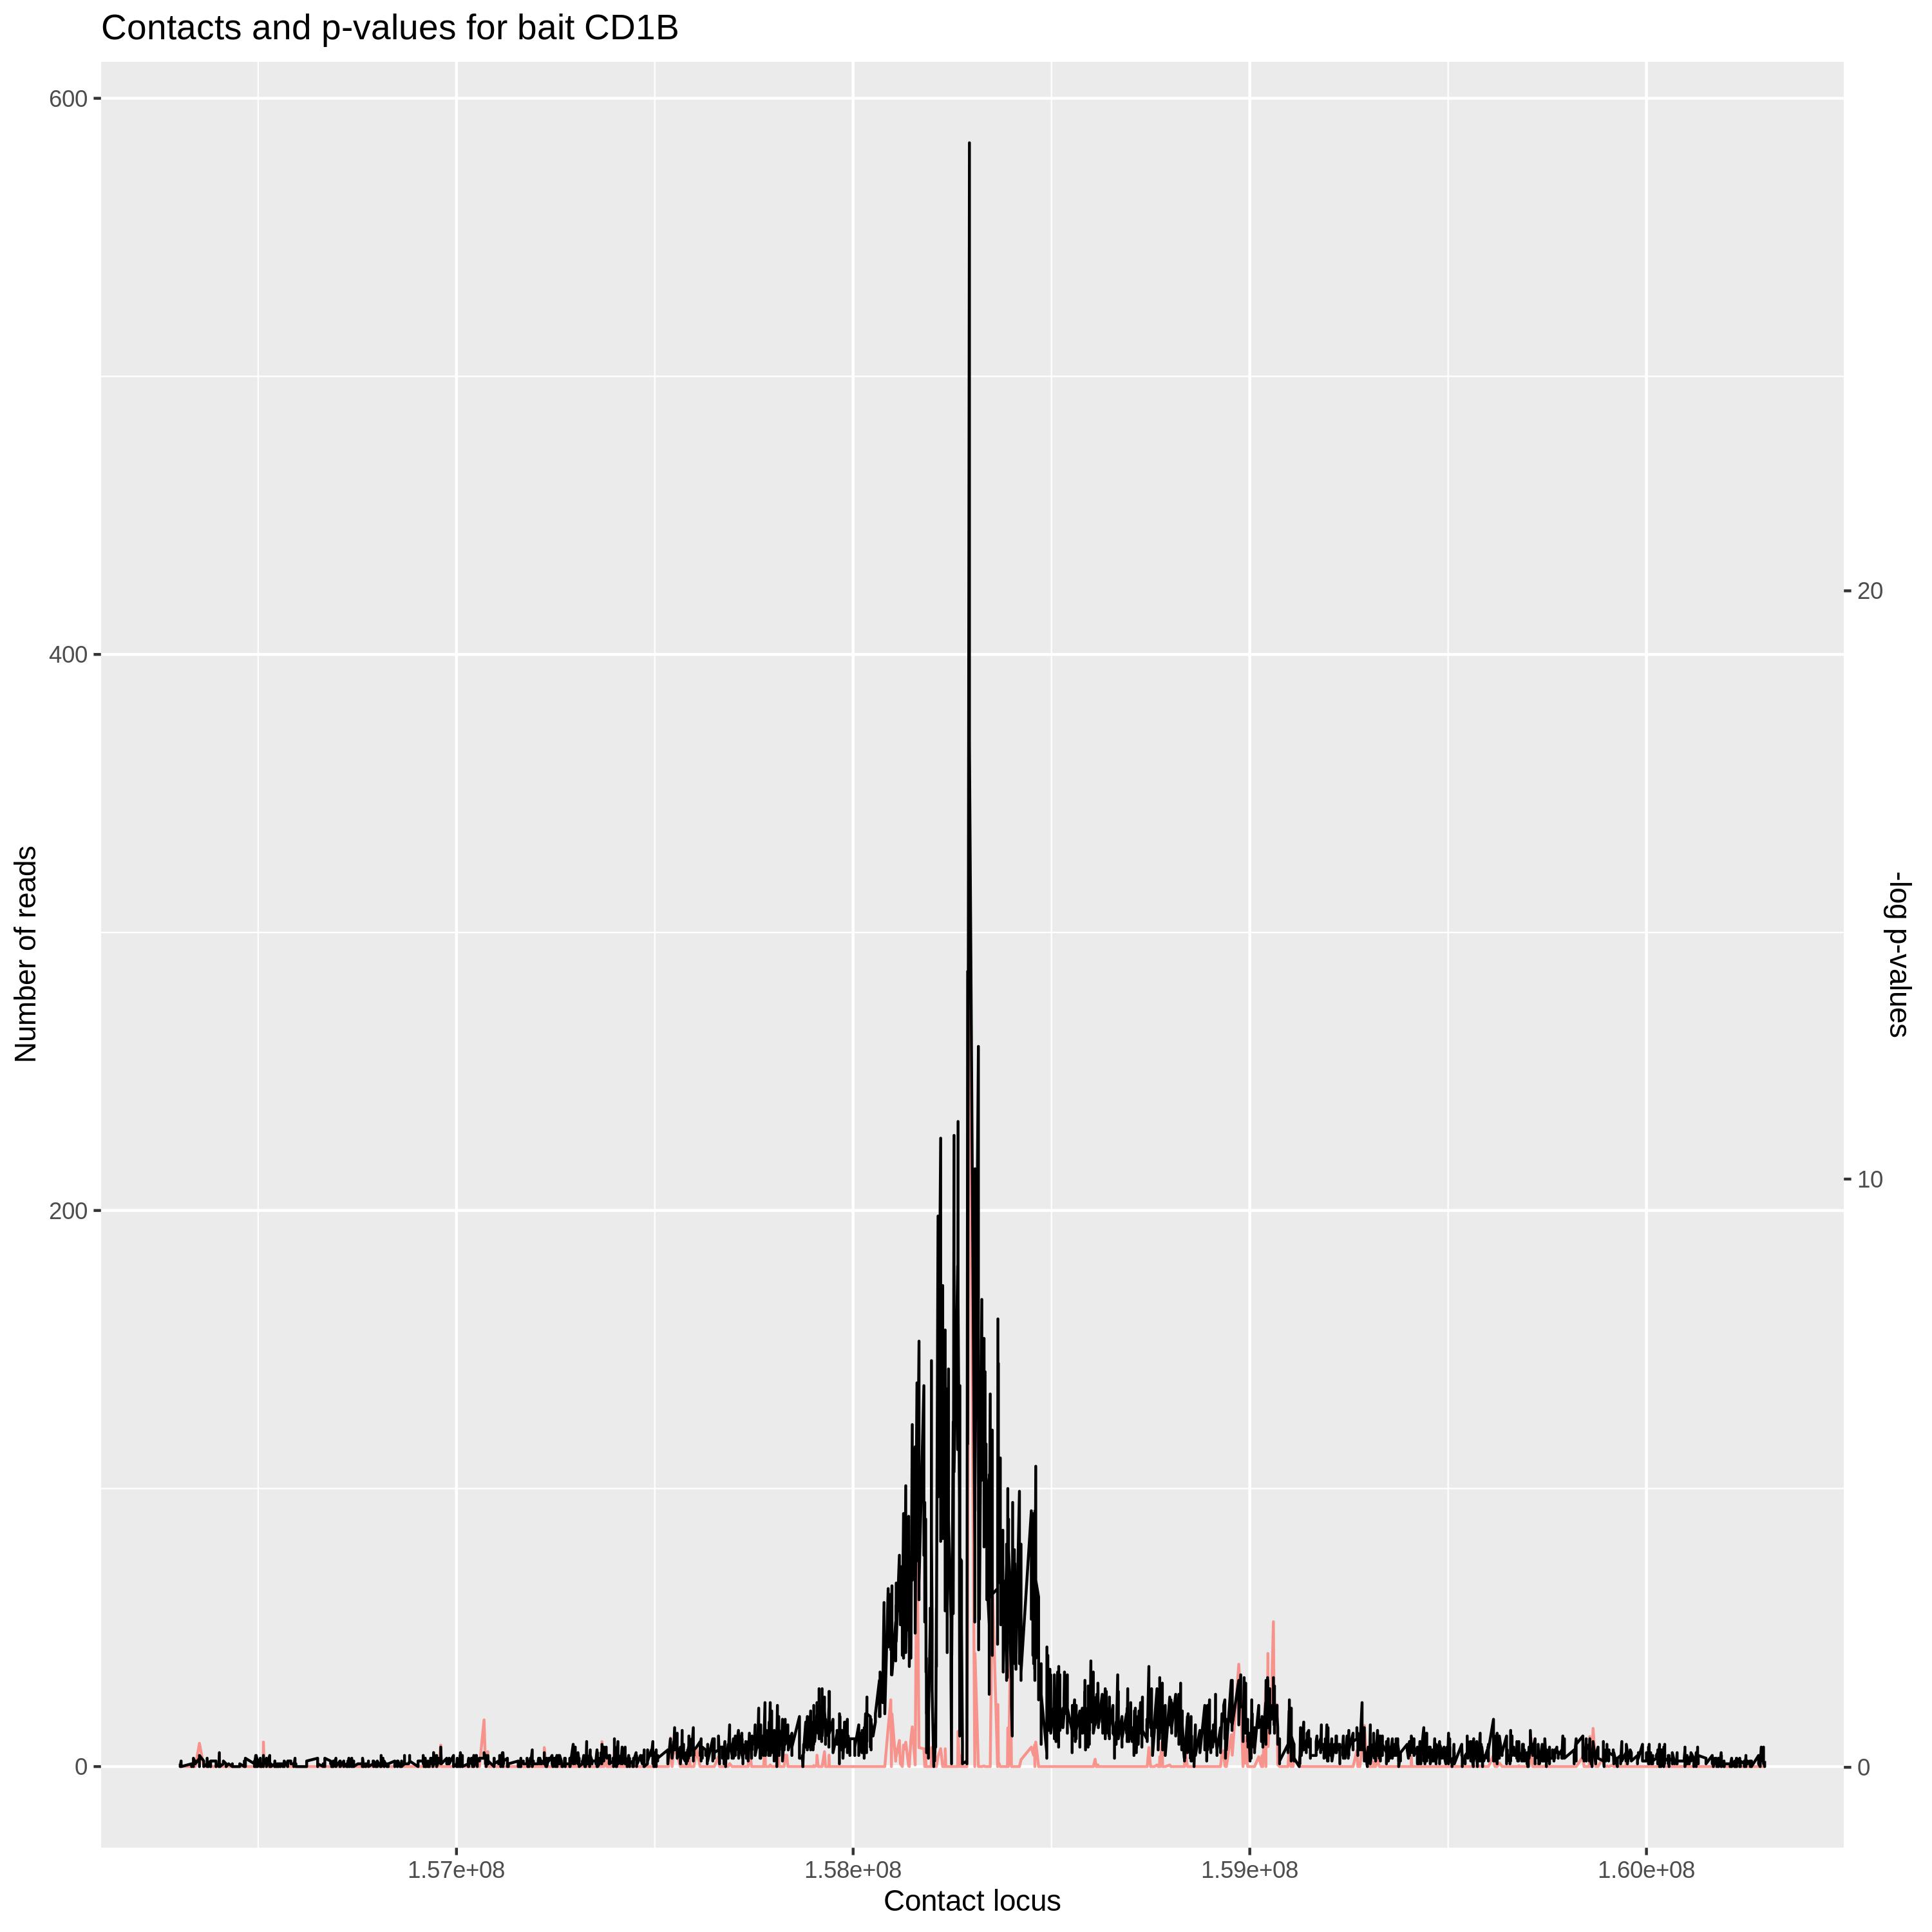 Contacts and p-values for bait CD1B
600
400
200
0
Number of reads
20
10
0
-log p-values
1.57e+08 1.58e+08 1.59e+08 1.60e+08
Contact locus